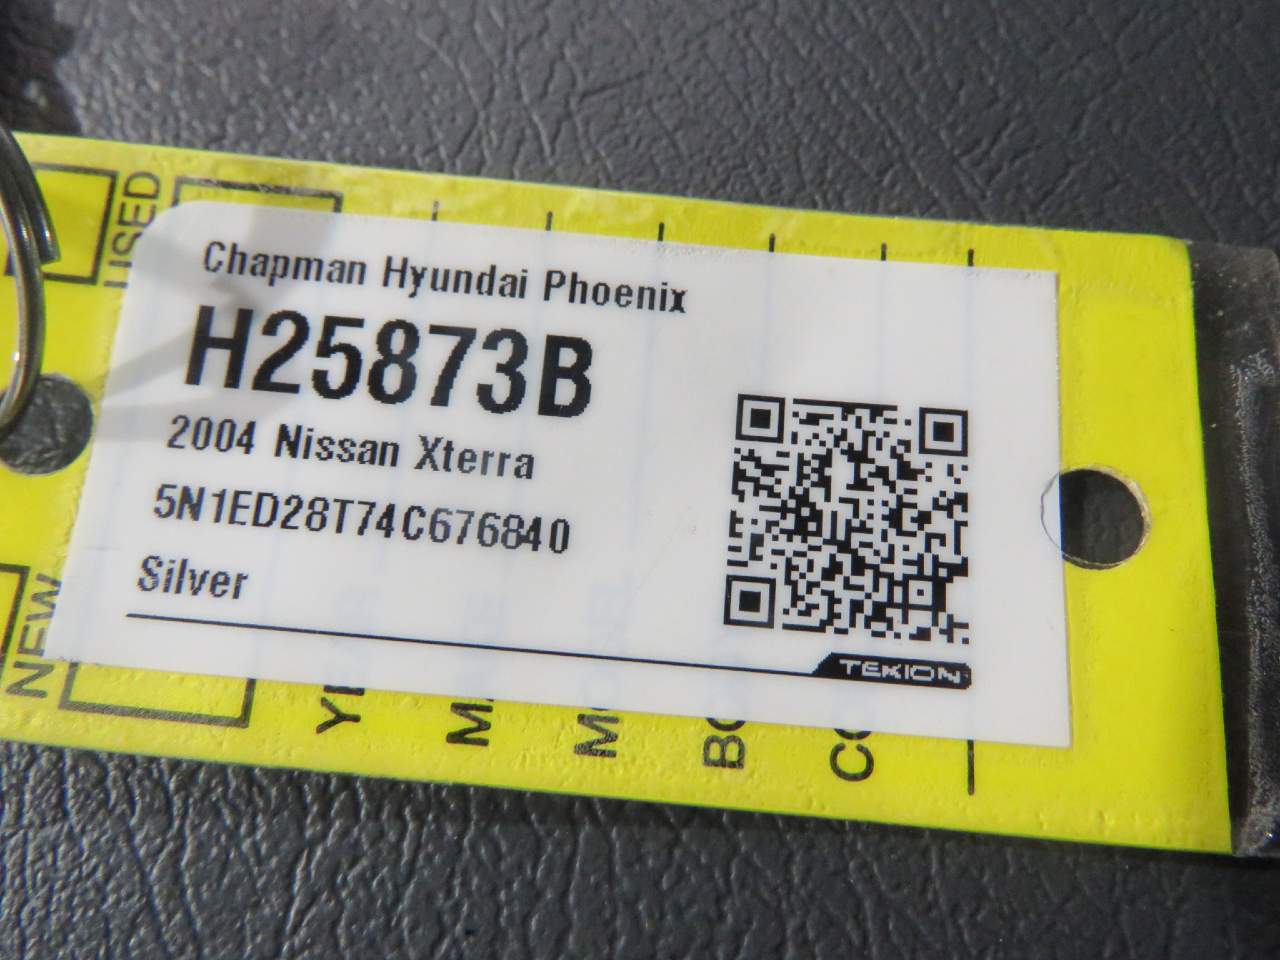 Chapman Hyundai Phoenix
H25873B
2004 Nissan Xterra
5N1ED28T74C676840
Silver
TEKION
USED
NEW